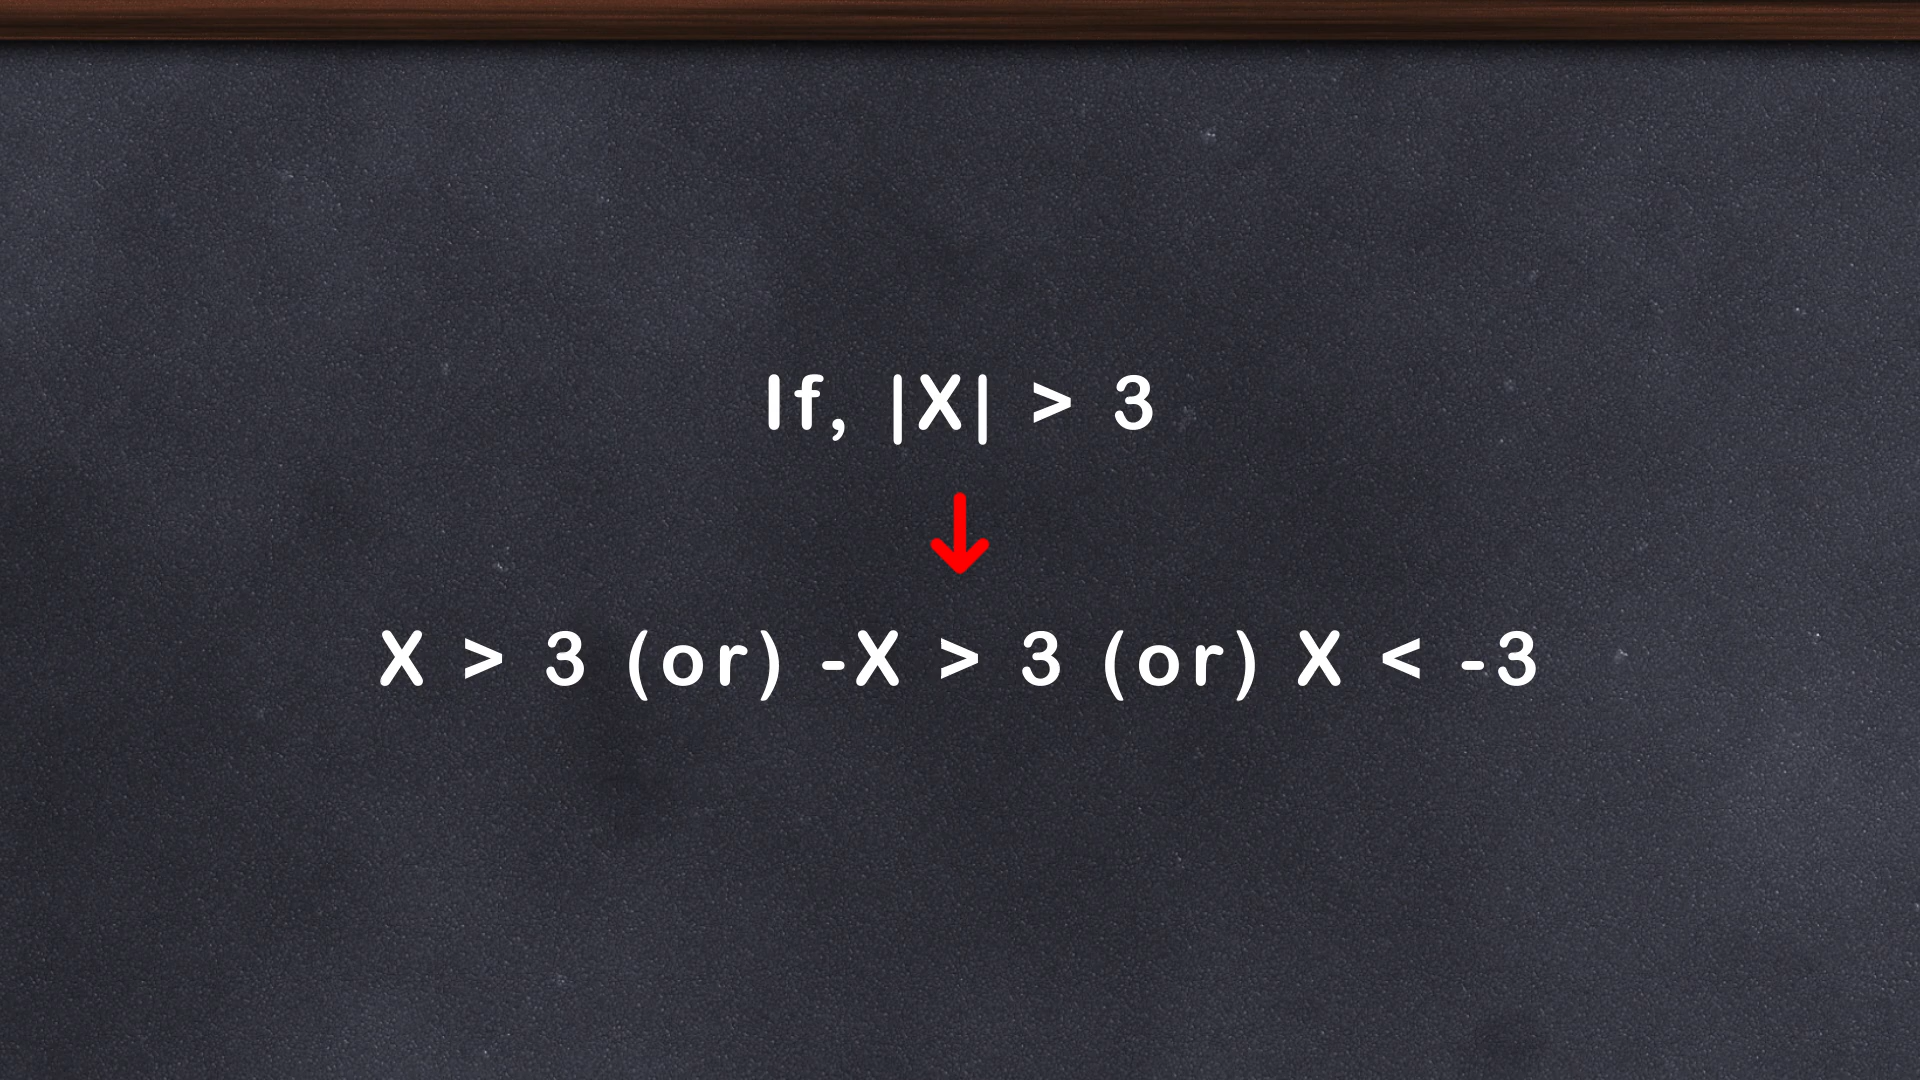 If, |X| > 3
X > 3 (or) -X > 3 (or) X < -3